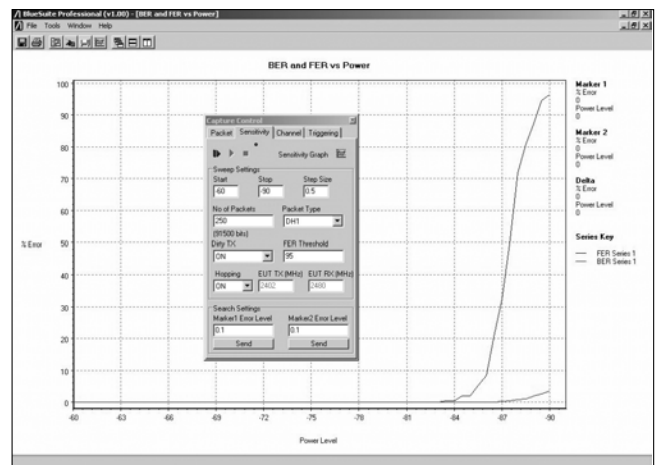 BlueSuite Professional (v1.00) - [BER and FER vs Power]
File Tools Window Help
BER and FER vs Power
100
90
80
70
60
50
40
30
20
10
0
% Error
-60 -63 -66 -69 -72 -75 -78 -81 -84 -87 -90
Power Level
Marker 1
% Error
0
Power Level
0
Marker 2
% Error
0
Power Level
0
Delta
% Error
0
Power Level
0
Series Key
FER Series 1
BER Series 1
Capture Control
Packet Sensitivity Channel Triggering
Sensitivity Graph
Sweep Settings
Start Stop Step Size
-60 -90 0.5
No of Packets Packet Type
250 DH1
(91500 bits)
Dirty TX FER Threshold
ON 95
Hopping EUT TX (MHz) EUT RX (MHz)
ON 2402 2480
Search Settings
Marker1 Error Level Marker2 Error Level
0.1 0.1
Send Send